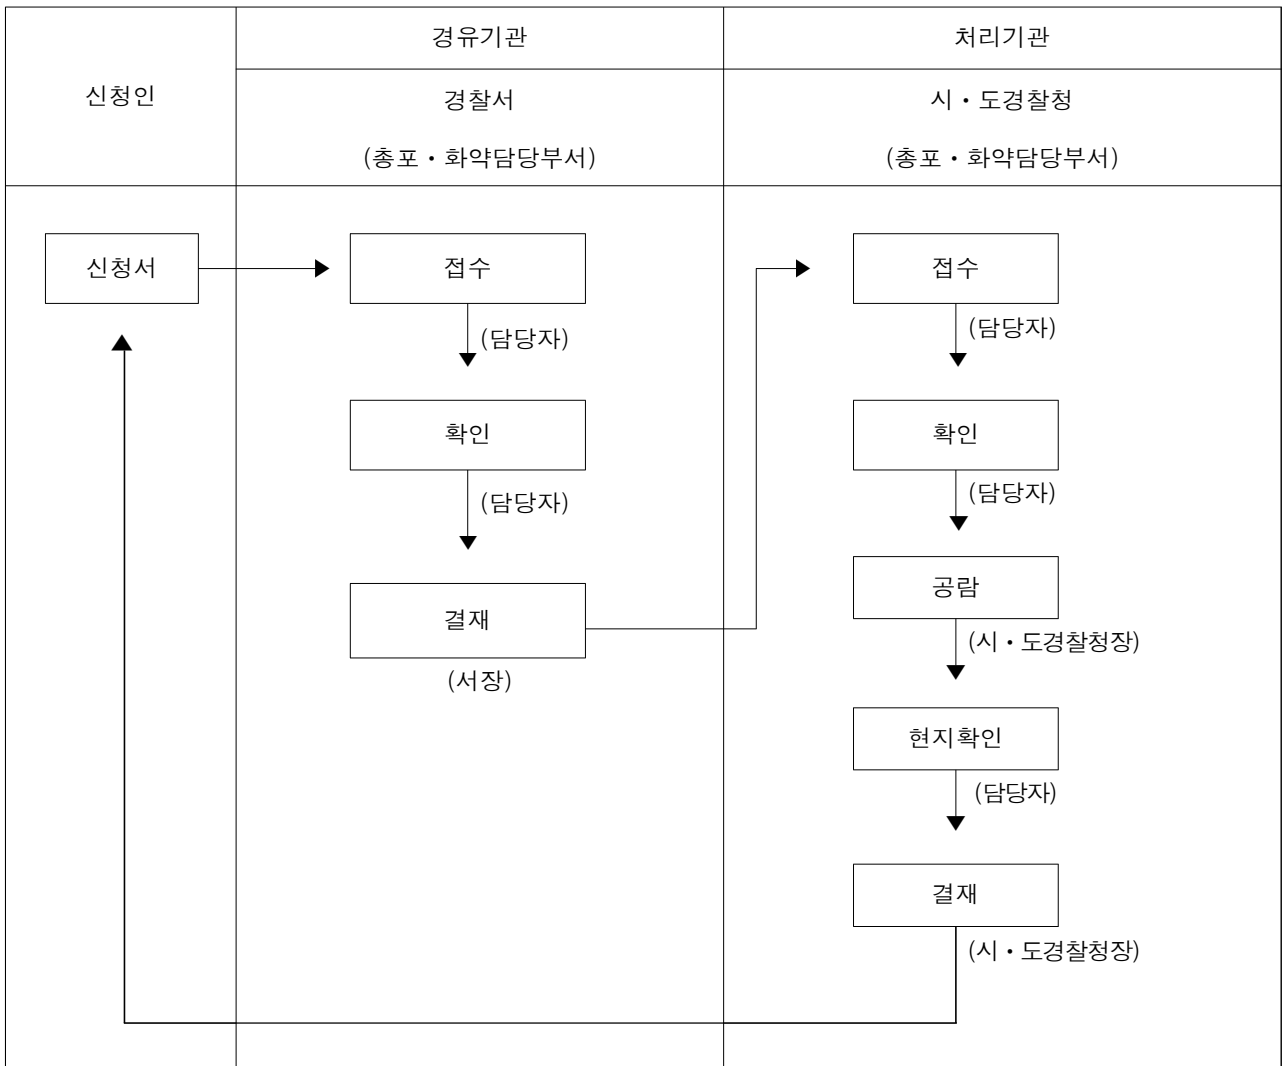 신청인
경유기관
처리기관
경찰서
(총포・화약담당부서)
시・도경찰청
(총포・화약담당부서)
신청서
접수
(담당자)
확인
(담당자)
결재
(서장)
접수
(담당자)
확인
(담당자)
공람
(시・도경찰청장)
현지확인
(담당자)
결재
(시・도경찰청장)